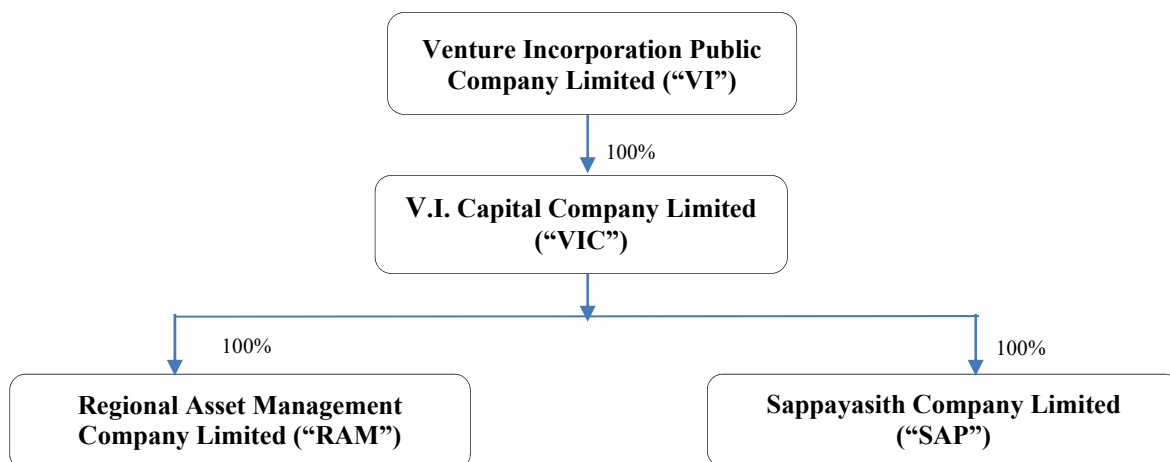 Venture Incorporation Public
Company Limited (“VI”)
100%
V.I. Capital Company Limited
(“VIC”)
100%
100%
Regional Asset Management
Company Limited (“RAM”)
Sappayasith Company Limited
(“SAP”)